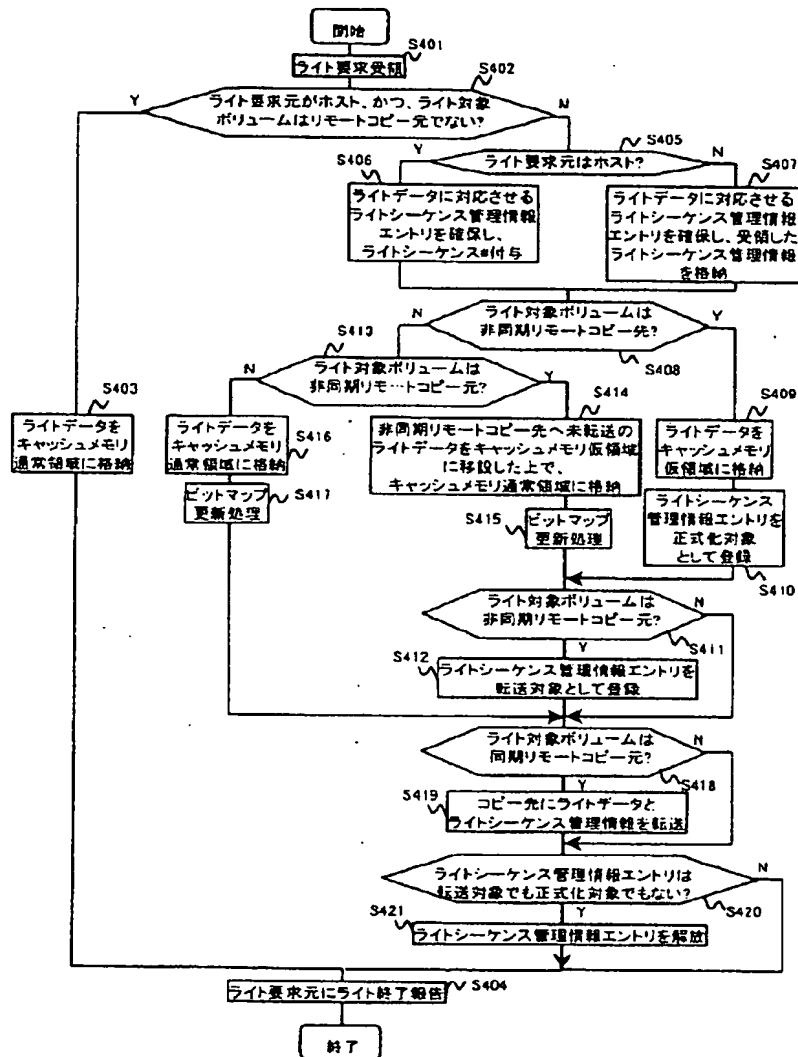 開始
S401
ライト要求受領
S402
Y
ライト要求元がホスト、かつ、ライト対象
ボリュームはリモートコピー元でない?
N
S405
Y
ライト要求元はホスト?
N
S406
S407
ライトデータに対応させる
ライトシーケンス管理情報
エントリを確保し、
ライトシーケンス#付与
ライトデータに対応させる
ライトシーケンス管理情報
エントリを確保し、受領した
ライトシーケンス管理情報
を格納
N
ライト対象ボリュームは
非同期リモートコピー先?
Y
S408
S413
N
ライト対象ボリュームは
非同期リモートコピー元?
Y
S403
ライトデータを
キャッシュメモリ
通常領域に格納
ライトデータを
キャッシュメモリ
通常領域に格納
S416
ビットマップ
更新処理
S417
S414
非同期リモートコピー先へ未転送の
ライトデータをキャッシュメモリ仮領域
に移設した上で、
キャッシュメモリ通常領域に格納
S415
ビットマップ
更新処理
S409
ライトデータを
キャッシュメモリ
仮領域に格納
ライトシーケンス
管理情報エントリを
正式化対象
として登録
S410
ライト対象ボリュームは
非同期リモートコピー元?
N
S411
Y
S412
ライトシーケンス管理情報エントリを
転送対象として登録
ライト対象ボリュームは
同期リモートコピー元?
N
S418
Y
S419
コピー先にライトデータと
ライトシーケンス管理情報を転送
ライトシーケンス管理情報エントリは
転送対象でも正式化対象でもない?
N
S420
Y
S421
ライトシーケンス管理情報エントリを解放
S404
ライト要求元にライト終了報告
終了